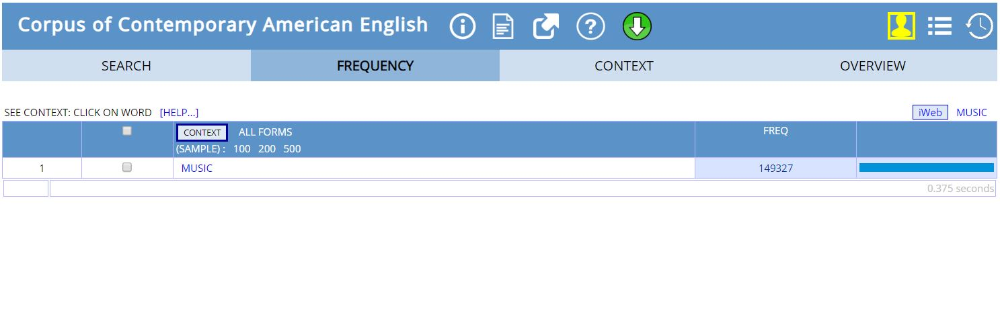 Corpus of Contemporary American English
SEARCH FREQUENCY CONTEXT OVERVIEW
SEE CONTEXT: CLICK ON WORD [HELP...] iWeb MUSIC
CONTEXT ALL FORMS FREQ
(SAMPLE) : 100 200 500
1 MUSIC 149327
0.375 seconds